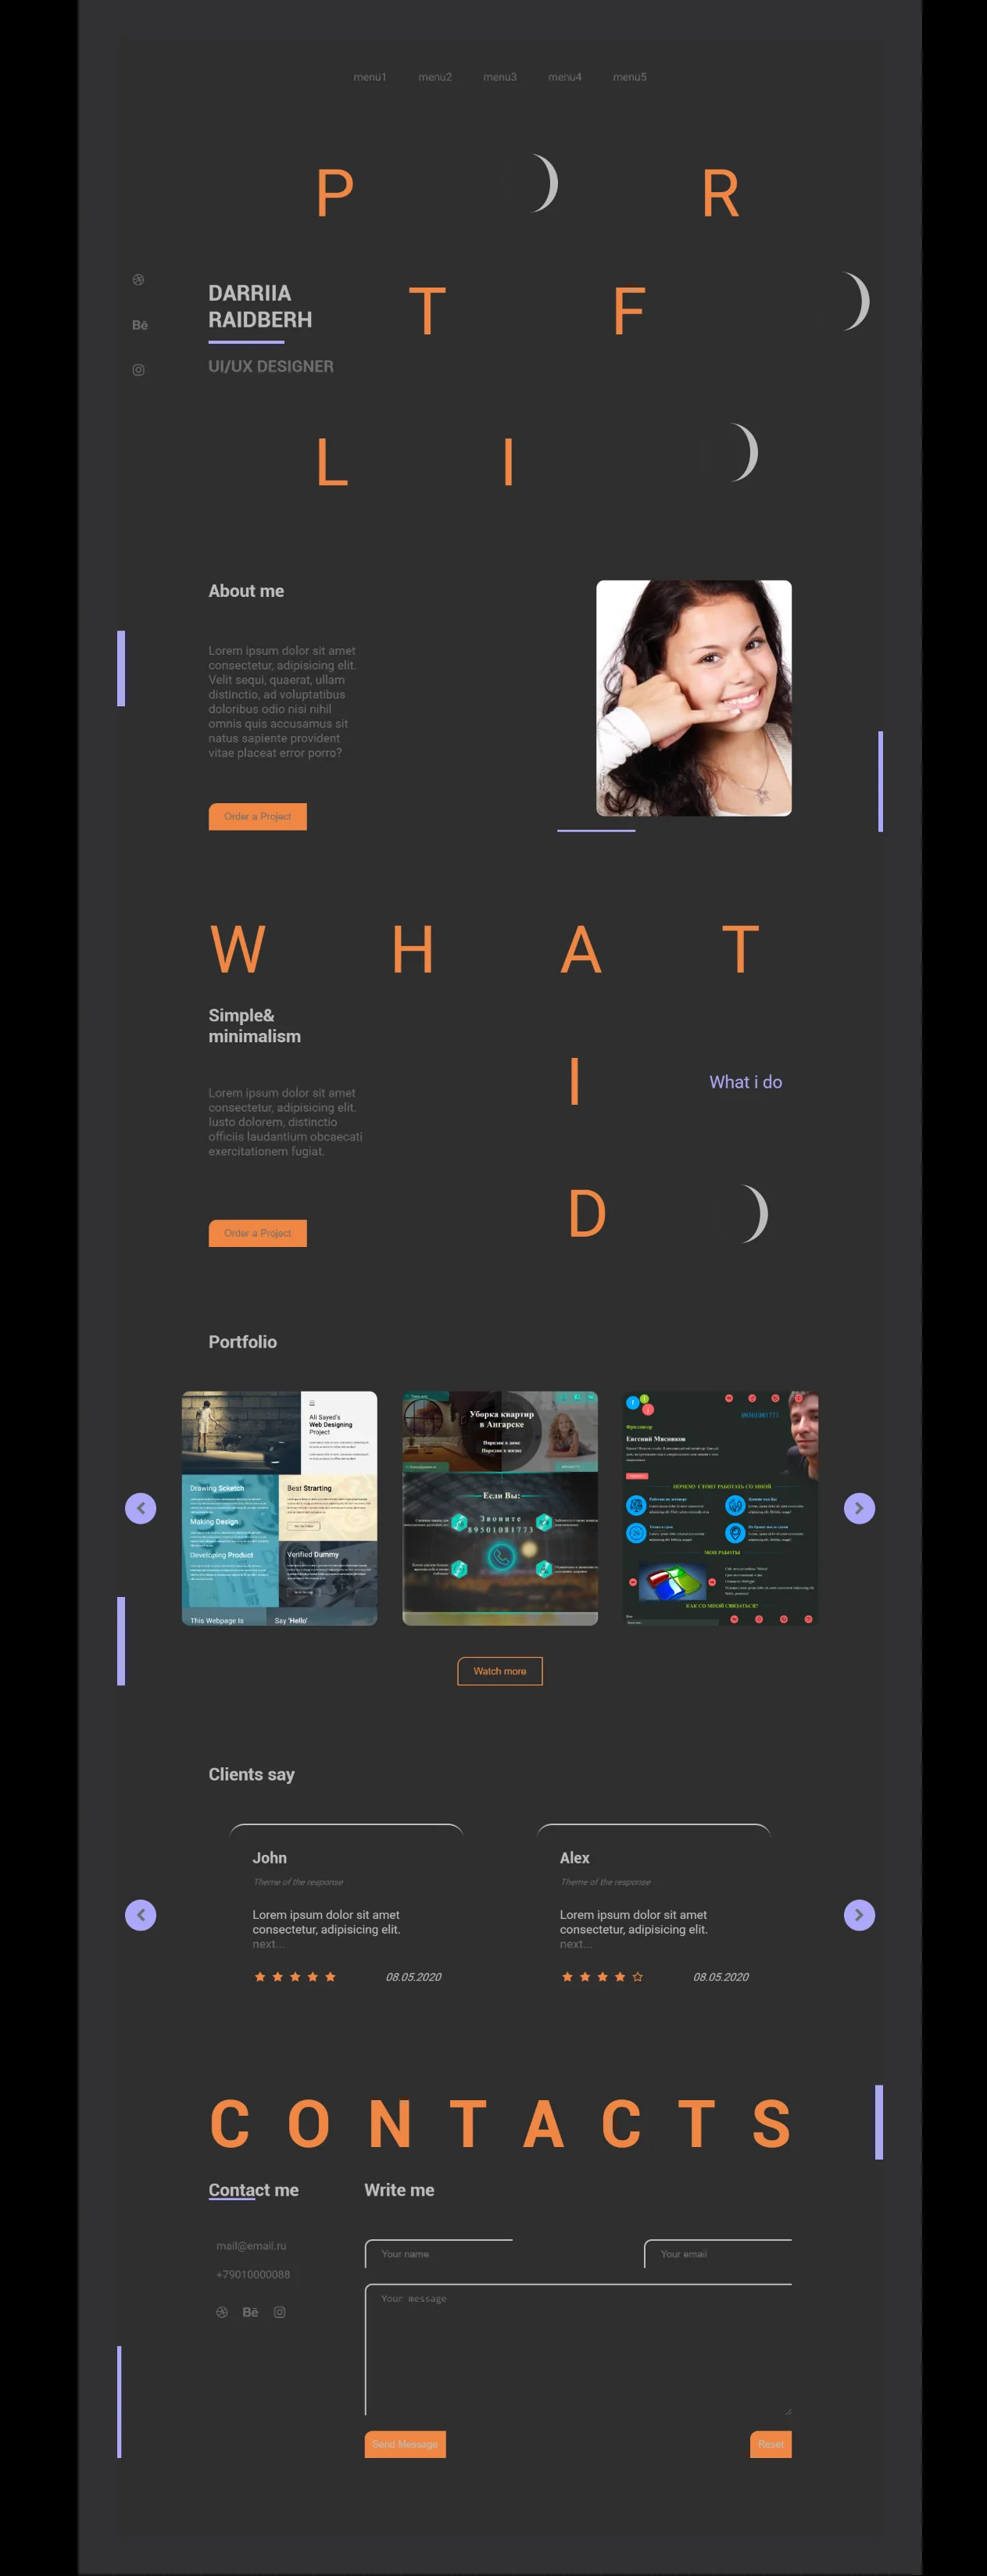 menu1 menu2 menu3 menu4 menu5
P R
DARRIIA
RAIDBERH
T F
Bē
UI/UX DESIGNER
L I
About me
Lorem ipsum dolor sit amet
consectetur, adipisicing elit.
Velit sequi, quaerat, ullam
distinctio, ad voluptatibus
doloribus odio nisi nihil
omnis quis accusamus sit
natus sapiente provident
vitae placeat error porro?
Order a Project
W H A T
Simple&
minimalism
I
What i do
Lorem ipsum dolor sit amet
consectetur, adipisicing elit.
Iusto dolorem, distinctio
officiis laudantium obcaecati
exercitationem fugiat.
D
Order a Project
Portfolio
Ali Sayed's
Web Designing
Project
Drawing Scketch
Best Strarting
Making Design
Developing Product
Verified Dummy
This Webpage Is
Say 'Hello'
Уборка квартир
в Ангарске
Порядок в доме
Порядок в жизни
Если Вы:
Звоните
89501081773
89501081773
Фрилансер
Евгений Мясников
ПОЧЕМУ СТОИТ РАБОТАТЬ СО МНОЙ
МОИ РАБОТЫ
КАК СО МНОЙ СВЯЗАТЬСЯ?
Watch more
Clients say
John
Theme of the response
Lorem ipsum dolor sit amet
consectetur, adipisicing elit.
next...
08.05.2020
Alex
Theme of the response
Lorem ipsum dolor sit amet
consectetur, adipisicing elit.
next...
08.05.2020
C O N T A C T S
Contact me
mail@email.ru
+79010000088
Bē
Write me
Your name
Your email
Your message
Send Message
Reset